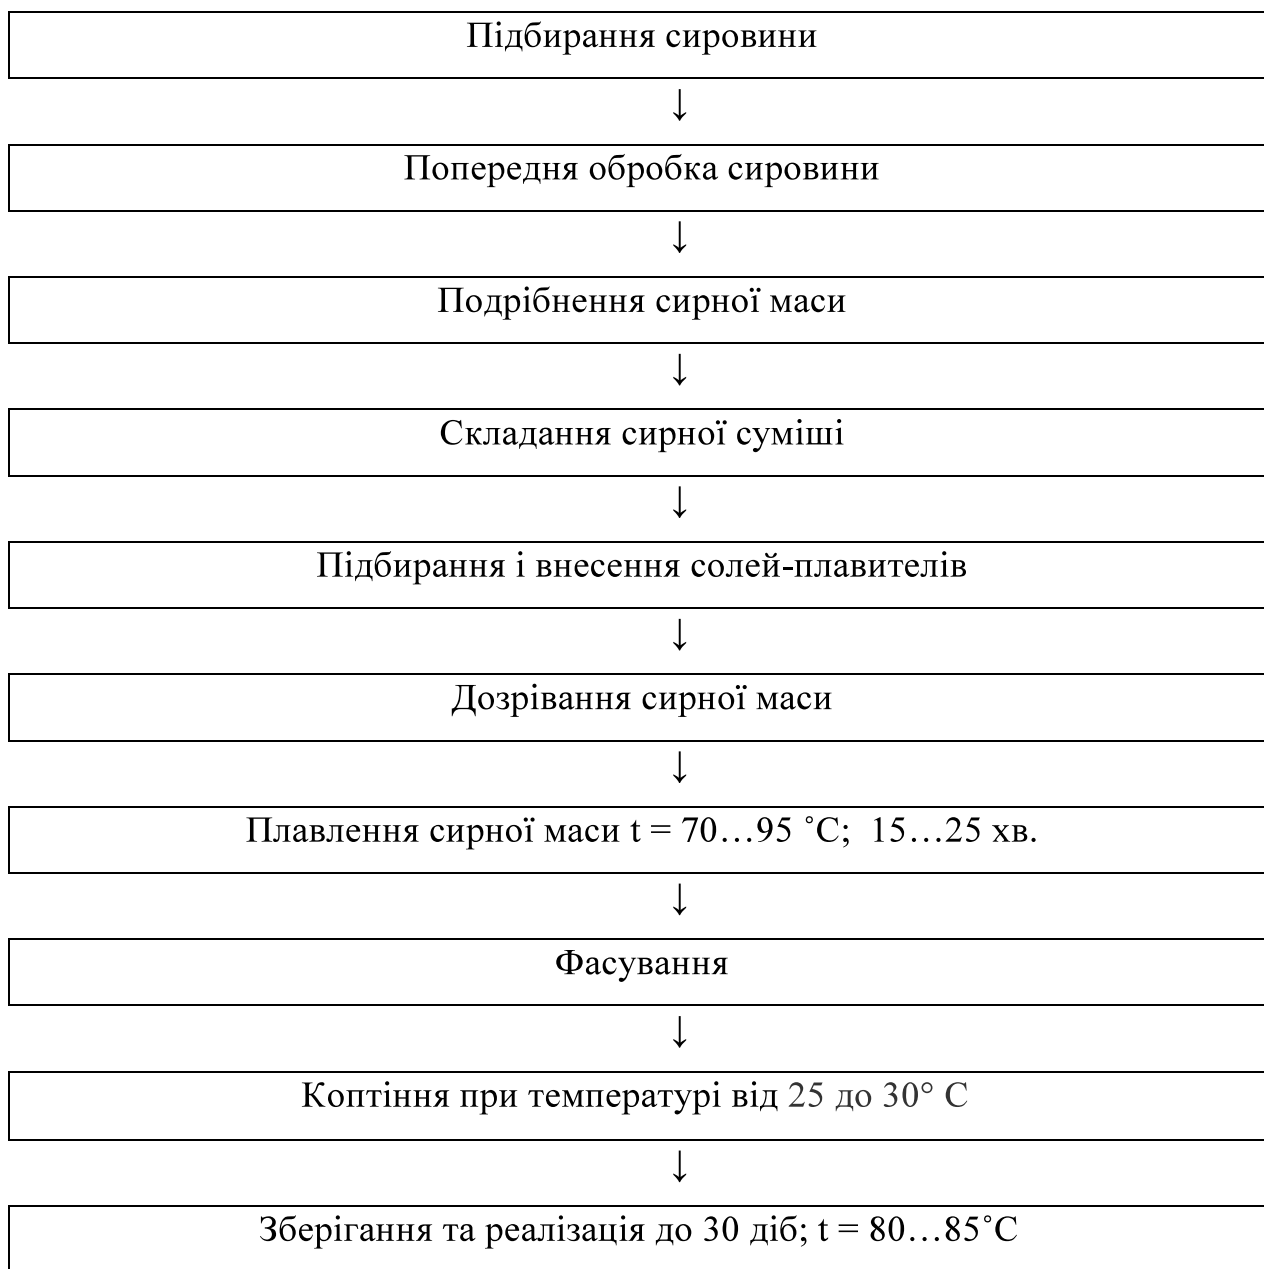 Підбирання сировини
↓
Попередня обробка сировини
↓
Подрібнення сирної маси
↓
Складання сирної суміші
↓
Підбирання і внесення солей-плавителів
↓
Дозрівання сирної маси
↓
Плавлення сирної маси t = 70…95 ˚С;  15…25 хв.
↓
Фасування
↓
Коптіння при температурі від 25 до 30° С
↓
Зберігання та реалізація до 30 діб; t = 80…85˚С